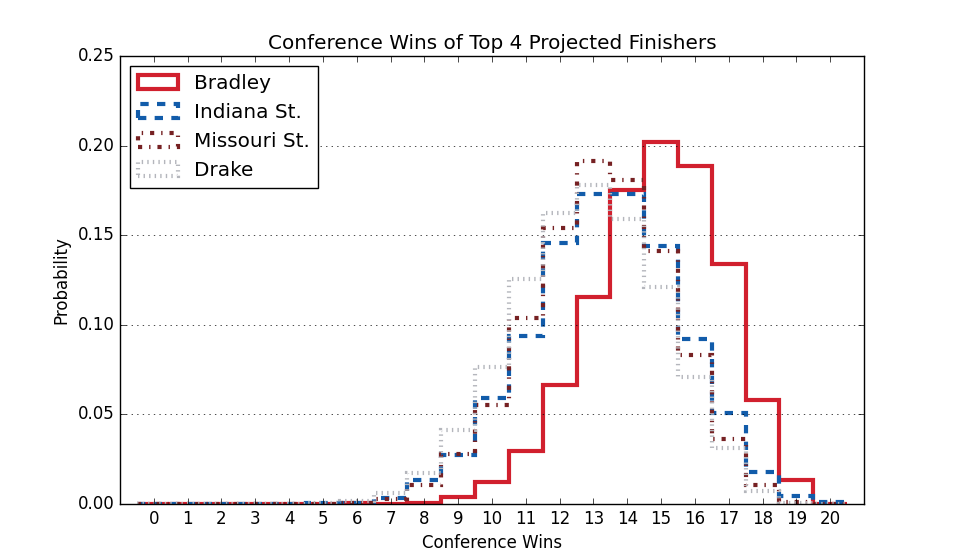 Conference Wins of Top 4 Projected Finishers
0.25
0.20
0.15
0.10
0.05
0.00
Probability
Bradley
Indiana St.
Missouri St.
Drake
0 1 2 3 4 5 6 7 8 9 10 11 12 13 14 15 16 17 18 19 20
Conference Wins